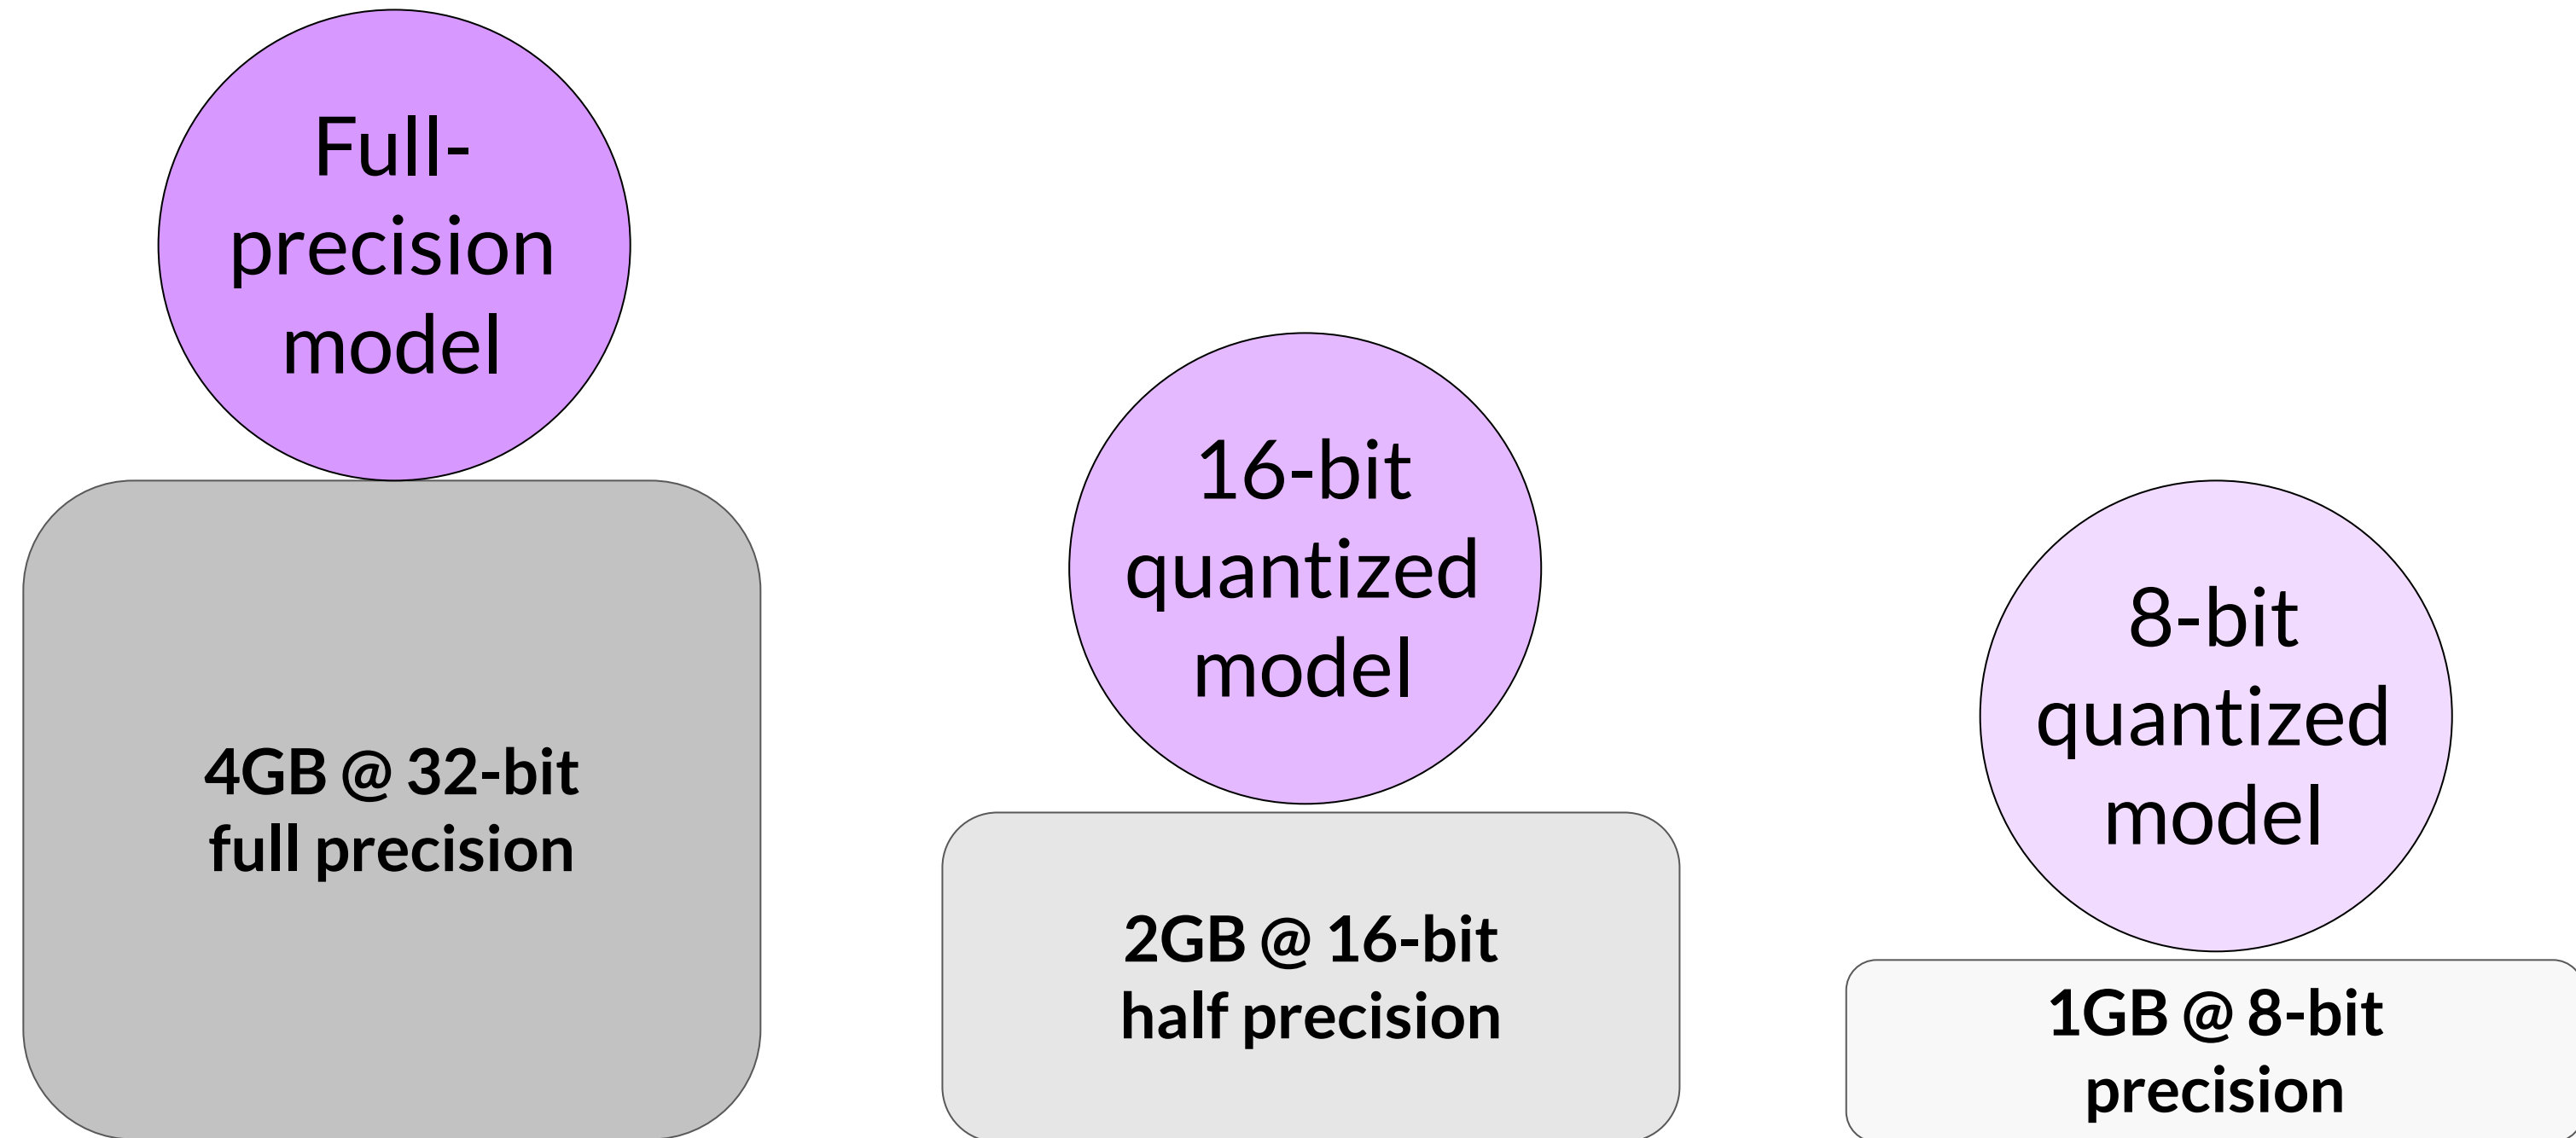 Full-
precision
model
4GB @ 32-bit
full precision
16-bit
quantized
model
2GB @ 16-bit
half precision
8-bit
quantized
model
1GB @ 8-bit
precision